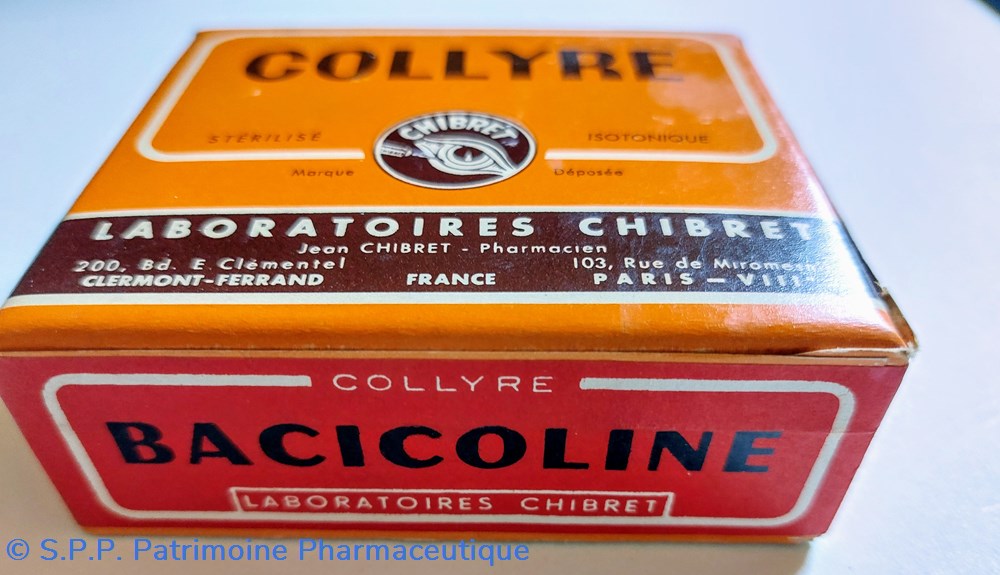 COLLYRE
STÉRILISÉ
CHIBRET
ISOTONIQUE
Marque
Déposée
LABORATOIRES CHIBRET
Jean CHIBRET - Pharmacien
200, Bd. E. Clémentel
103, Rue de
CLERMONT-FERRAND
FRANCE
PARIS - VIII
COLLYRE
BACICOLINE
LABORATOIRES CHIBRET
© S.P.P. Patrimoine Pharmaceutique